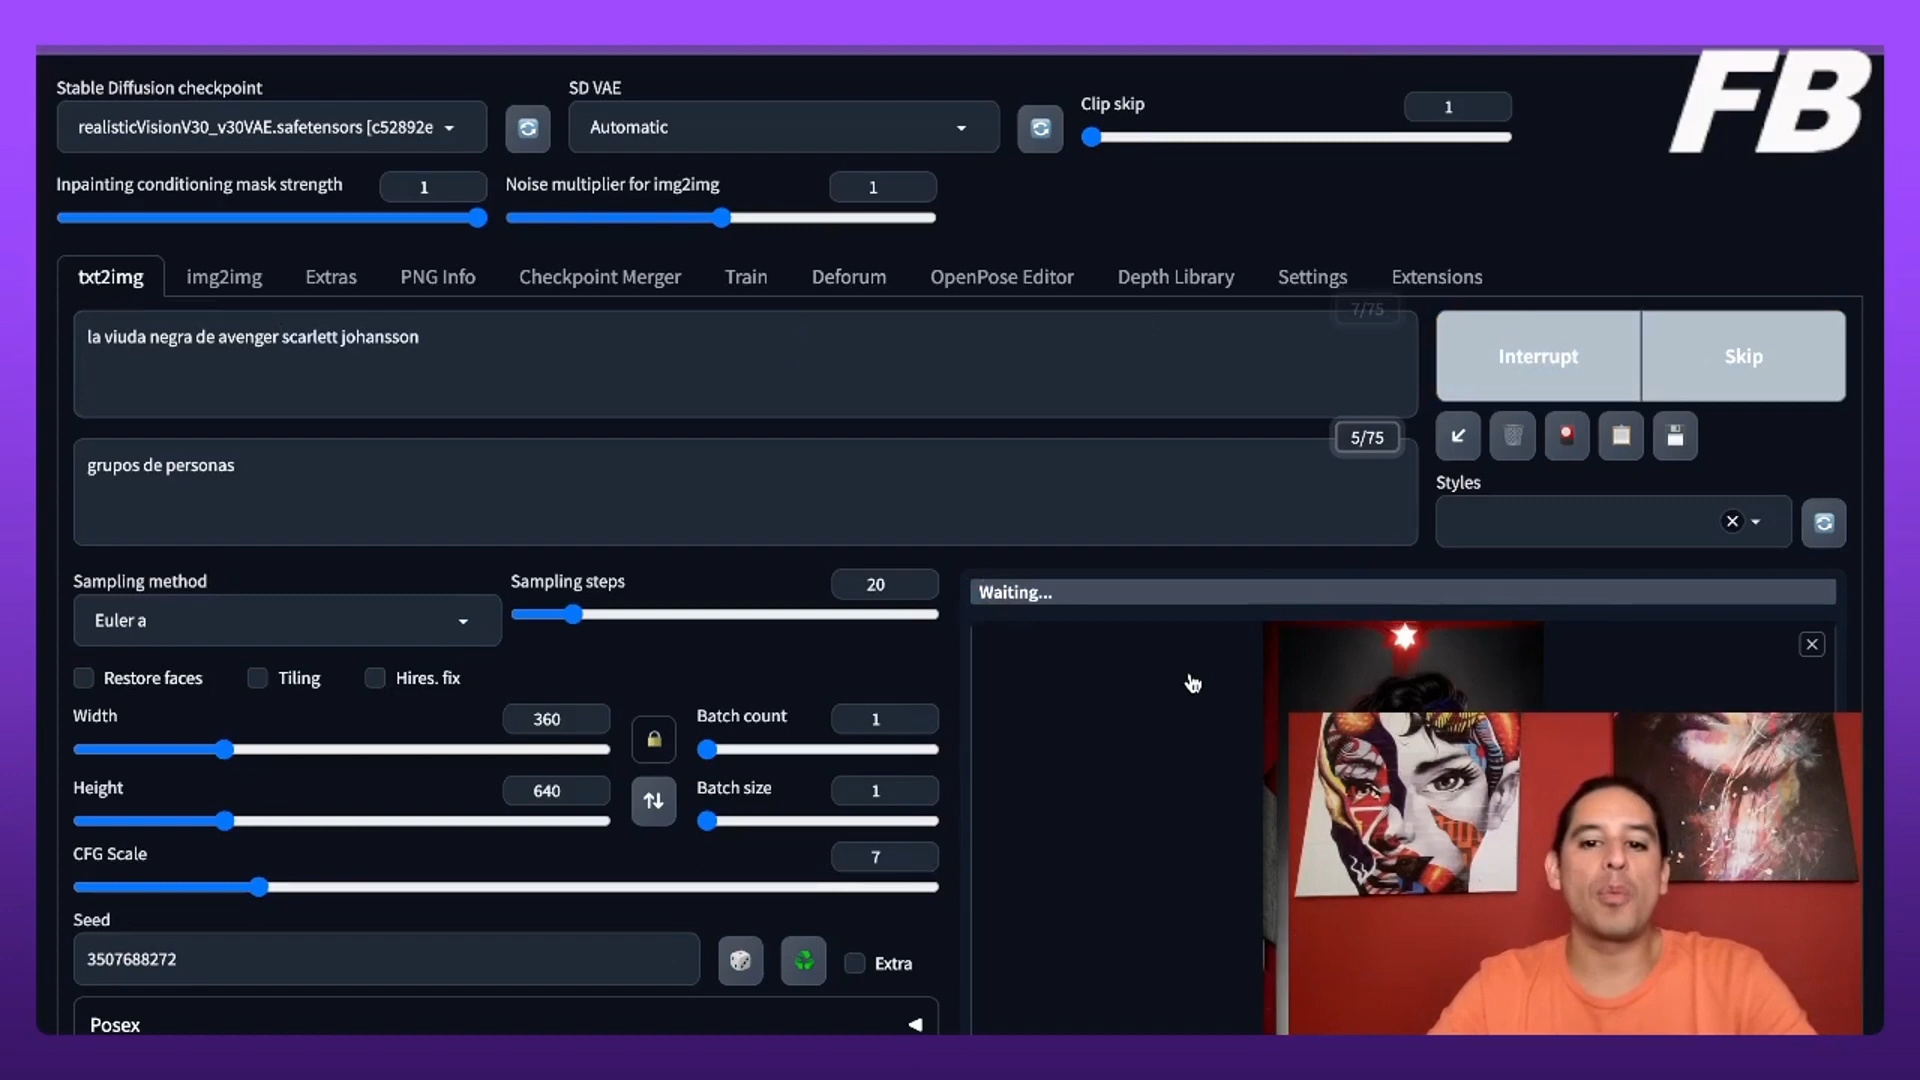 FB
Stable Diffusion checkpoint
SD VAE
Clip skip
1
realisticVisionV30_v30VAE.safetensors [c52892e
Automatic
Inpainting conditioning mask strength
1
Noise multiplier for img2img
1
txt2img
img2img
Extras
PNG Info
Checkpoint Merger
Train
Deforum
OpenPose Editor
Depth Library
Settings
Extensions
7/75
la viuda negra de avenger scarlett johansson
Interrupt
Skip
5/75
grupos de personas
Styles
Sampling method
Sampling steps
20
Euler a
Waiting...
Restore faces
Tiling
Hires. fix
Width
360
Batch count
1
Height
640
Batch size
1
CFG Scale
7
Seed
3507688272
Extra
Posex